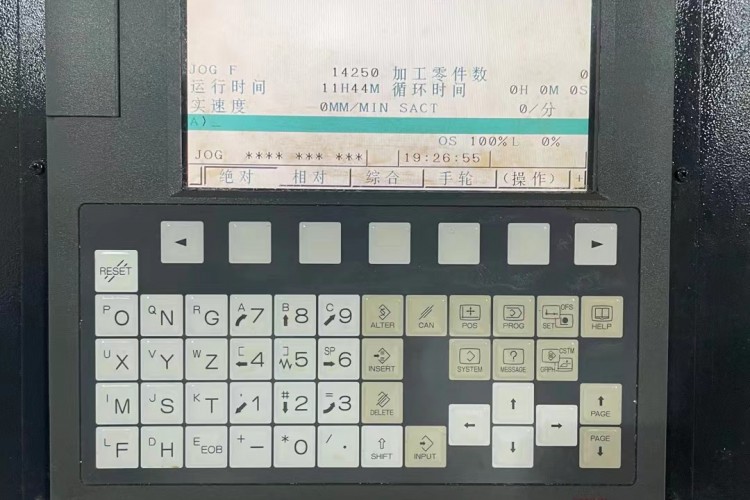 JOG F 14250 加工零件数 0
运行时间 11H44M 循环时间 0H 0M 0S
实速度 0MM/MIN SACT 0/分
A)_
OS 100% L 0%
JOG **** *** *** 19:26:55
绝对 相对 综合 手轮 (操作) +
RESET
P O Q N R G A 7 B 8 C 9 ALTER CAN POS PROG OFS SET HELP
U X V Y W Z [ 4 ] 5 SP 6 INSERT SYSTEM MESSAGE CSTM GRPH
I M J S K T , 1 # 2 = 3 DELETE PAGE
L F D H E EOB + - * 0 / . SHIFT INPUT PAGE